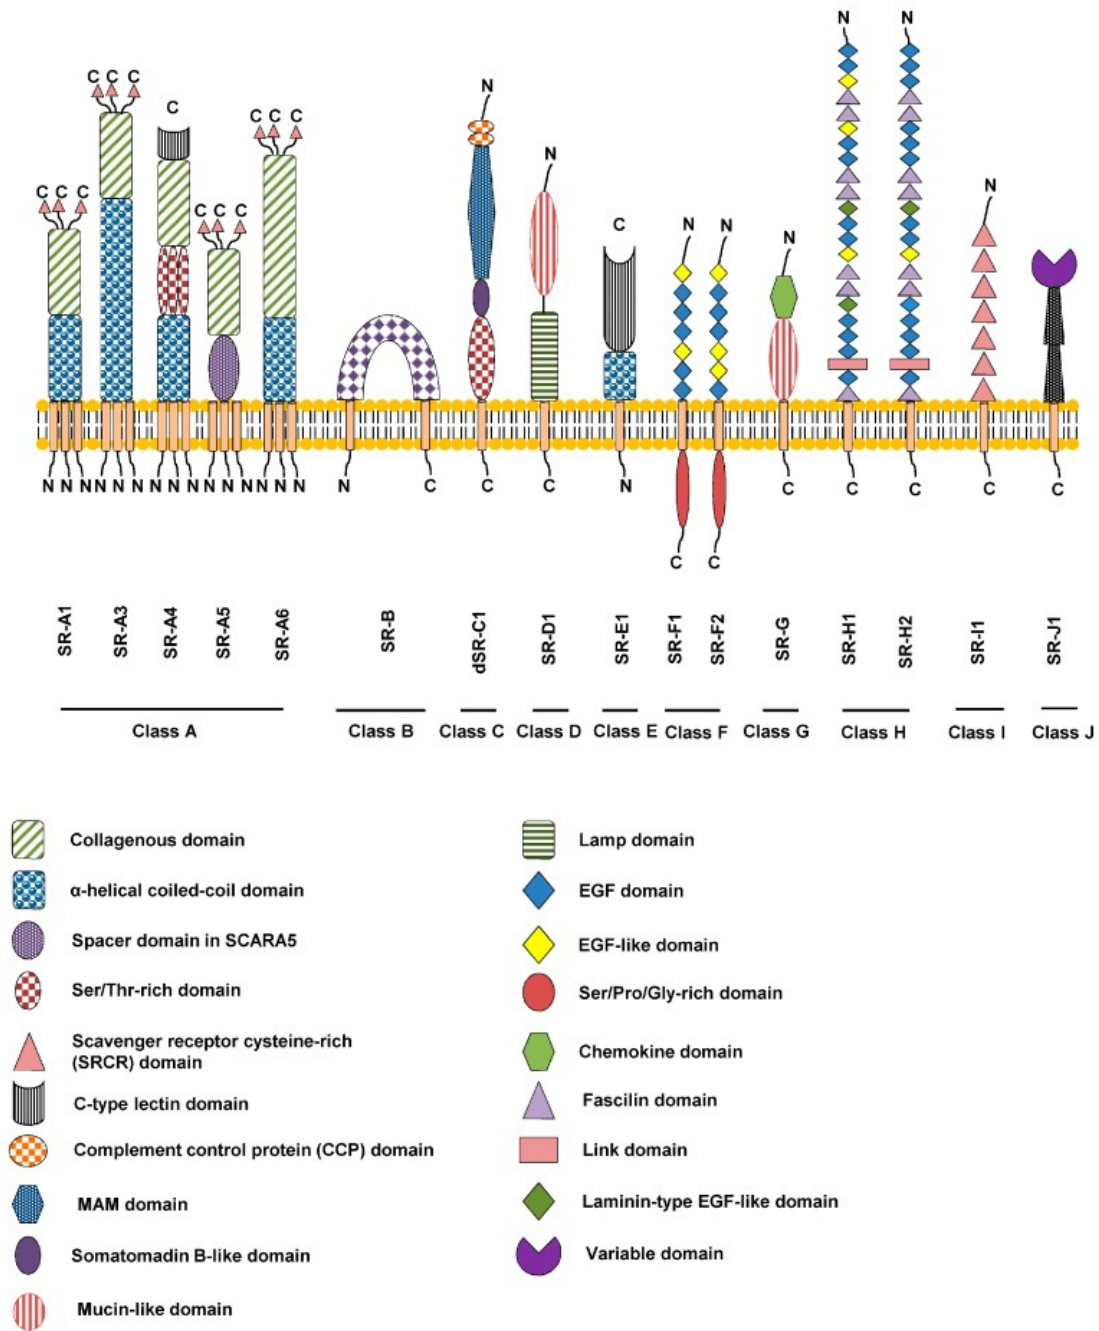 N N
C C C
C
C C C
N
N
C C C
C C C
N
C
N N
N
N
N N N N N N N N N N N N N N N
N
C
C
C
N
C
C
C
C
C
C
C
SR-A1
SR-A3
SR-A4
SR-A5
SR-A6
SR-B
dSR-C1
SR-D1
SR-E1
SR-F1
SR-F2
SR-G
SR-H1
SR-H2
SR-I1
SR-J1
Class A
Class B
Class C
Class D
Class E
Class F
Class G
Class H
Class I
Class J
Collagenous domain
α-helical coiled-coil domain
Spacer domain in SCARA5
Ser/Thr-rich domain
Scavenger receptor cysteine-rich
(SRCR) domain
C-type lectin domain
Complement control protein (CCP) domain
MAM domain
Somatomadin B-like domain
Mucin-like domain
Lamp domain
EGF domain
EGF-like domain
Ser/Pro/Gly-rich domain
Chemokine domain
Fascilin domain
Link domain
Laminin-type EGF-like domain
Variable domain